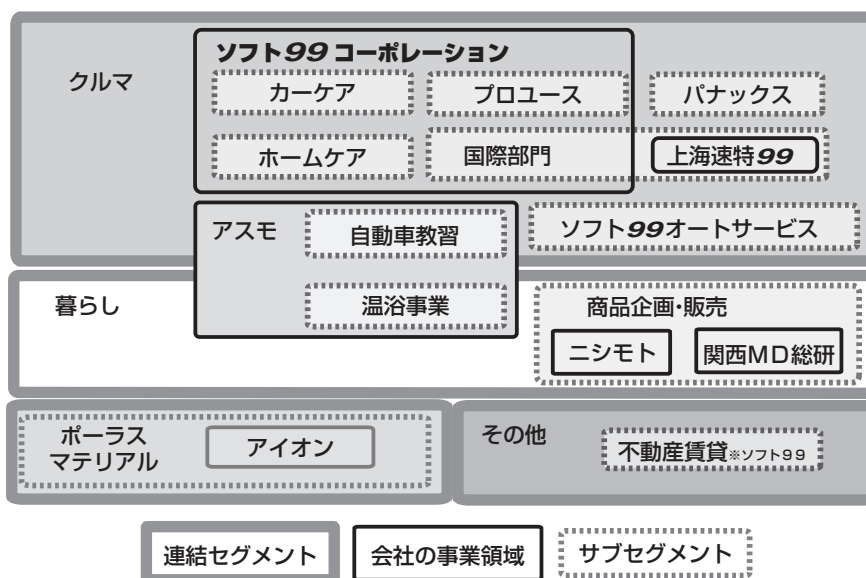 クルマ
ソフト99 コーポレーション
カーケア
プロユース
パナックス
ホームケア
国際部門
上海速特99
アスモ
自動車教習
ソフト99オートサービス
暮らし
温浴事業
商品企画・販売
ニシモト
関西MD総研
ポーラス
マテリアル
アイオン
その他
不動産賃貸※ソフト99
連結セグメント
会社の事業領域
サブセグメント